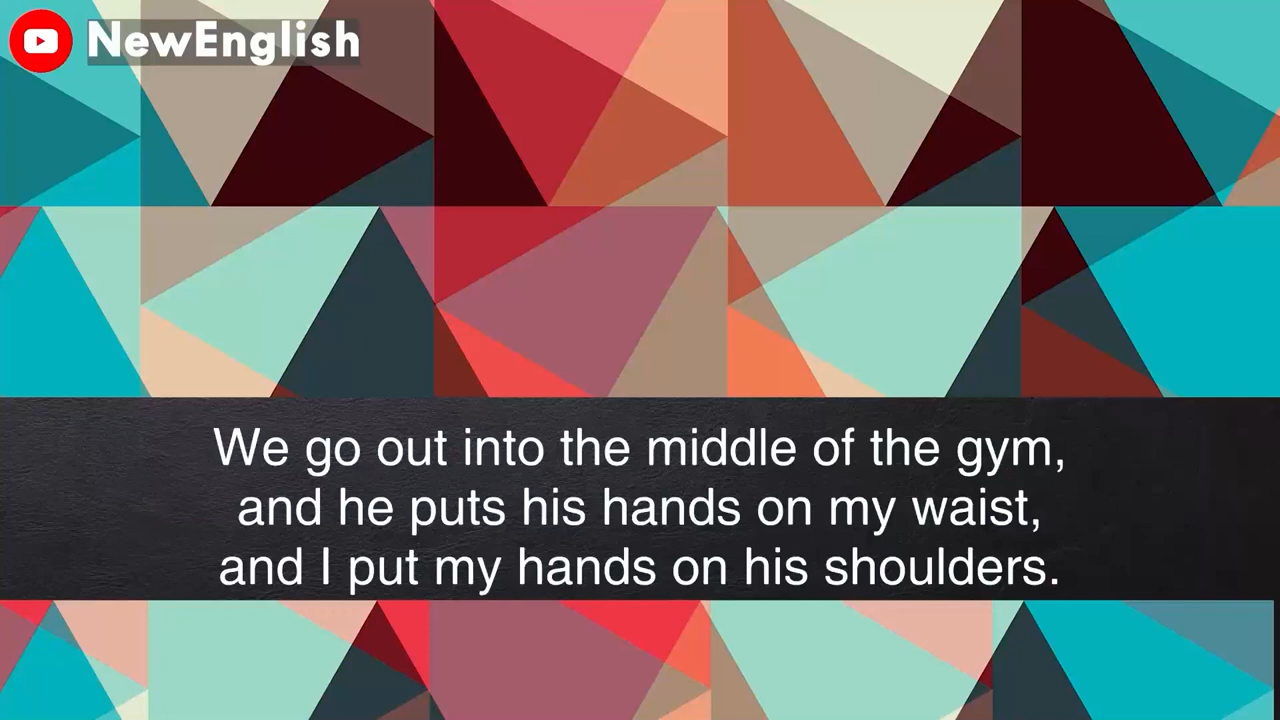 NewEnglish
We go out into the middle of the gym,
and he puts his hands on my waist,
and I put my hands on his shoulders.